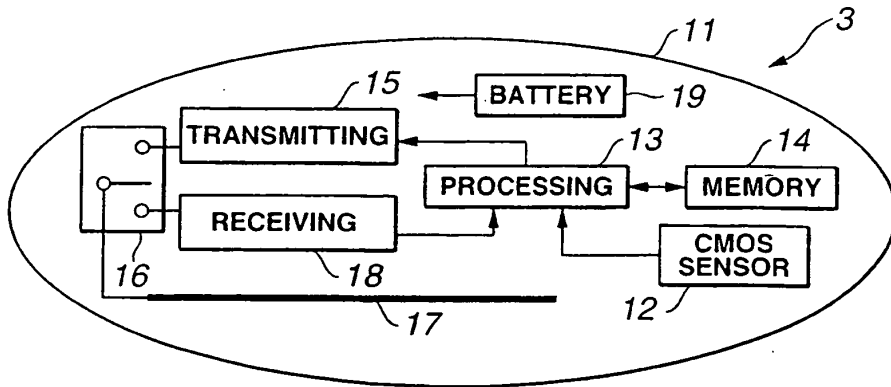 11
3
15
BATTERY
19
TRANSMITTING
13
14
PROCESSING
MEMORY
RECEIVING
CMOS
SENSOR
16
18
12
17